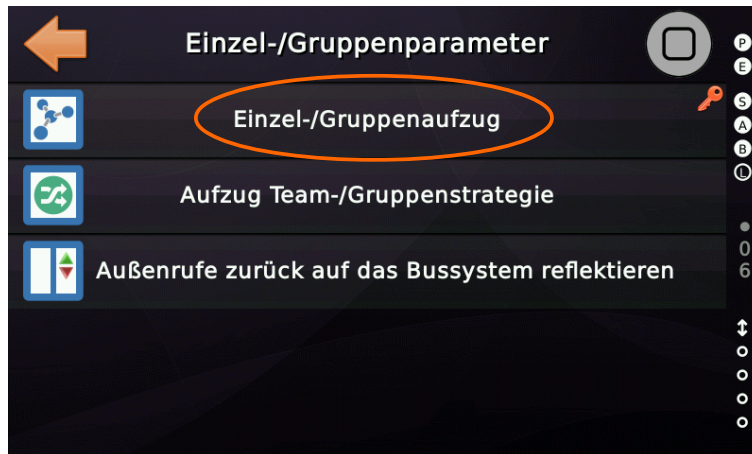 Einzel-/Gruppenparameter
Einzel-/Gruppenaufzug
Aufzug Team-/Gruppenstrategie
Außenrufe zurück auf das Bussystem reflektieren
P
E
S
A
B
L
0
6